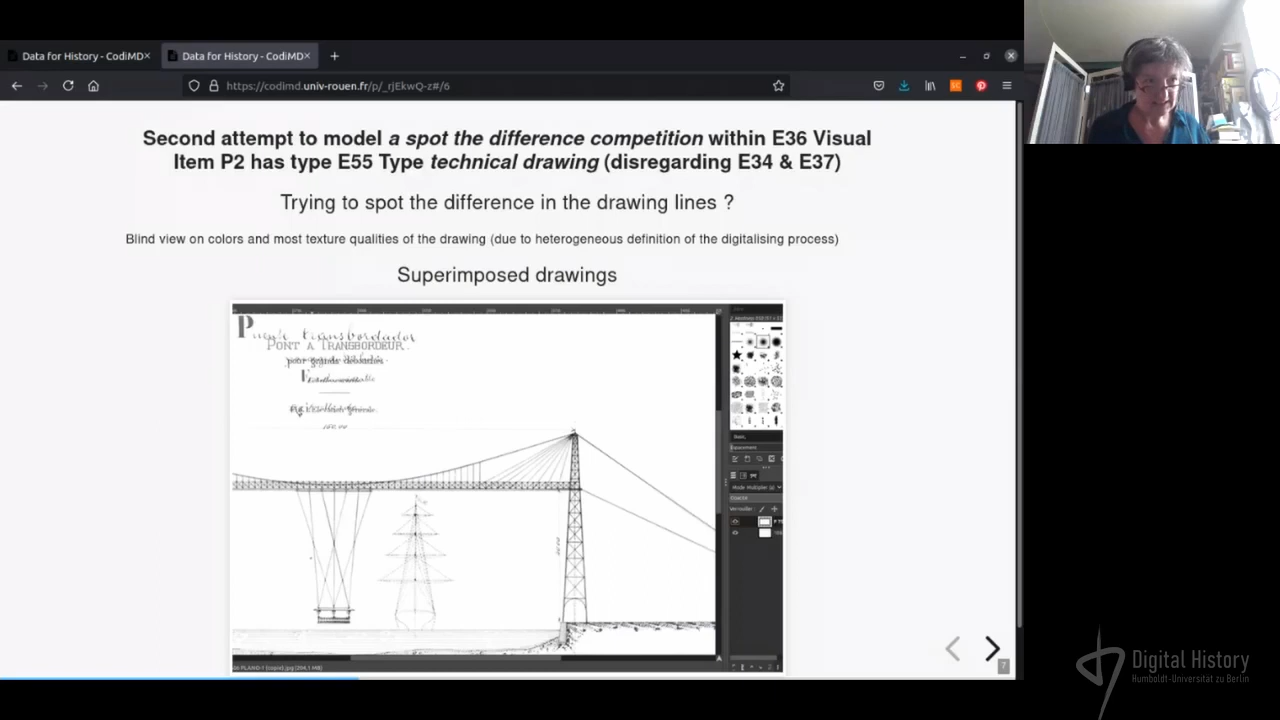 Data for History - CodiMD
Data for History - CodiMD
https://codimd.univ-rouen.fr/p/_rjEkwQ-z#/6
Second attempt to model a spot the difference competition within E36 Visual
Item P2 has type E55 Type technical drawing (disregarding E34 & E37)
Trying to spot the difference in the drawing lines ?
Blind view on colors and most texture qualities of the drawing (due to heterogeneous definition of the digitalising process)
Superimposed drawings
Puente transbordador
PONT A TRANSBORDEUR.
7
Digital History
Humboldt-Universität zu Berlin